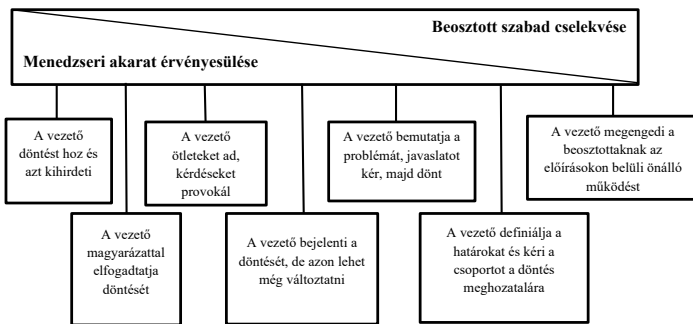 Beosztott szabad cselekvése
Menedzseri akarat érvényesülése
A vezető
döntést hoz és
azt kihirdeti
A vezető
magyarázattal
elfogadtatja
döntését
A vezető
ötleteket ad,
kérdéseket
provokál
A vezető bejelenti a
döntését, de azon lehet
még változtatni
A vezető bemutatja a
problémát, javaslatot
kér, majd dönt
A vezető definiálja a
határokat és kéri a
csoportot a döntés
meghozatalára
A vezető megengedi a
beosztottaknak az
előírásokon belüli önálló
működést